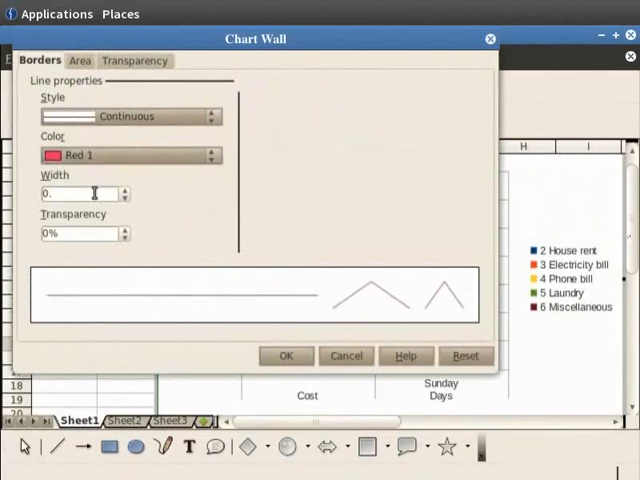 Applications Places
Chart Wall
Borders Area Transparency
Line properties
Style
Continuous
Color
Red 1
Width
0.
Transparency
0%
OK Cancel Help Reset
H I
2 House rent
3 Electricity bill
4 Phone bill
5 Laundry
6 Miscellaneous
18
19
Cost
Sunday
Days
Sheet1 Sheet2 Sheet3